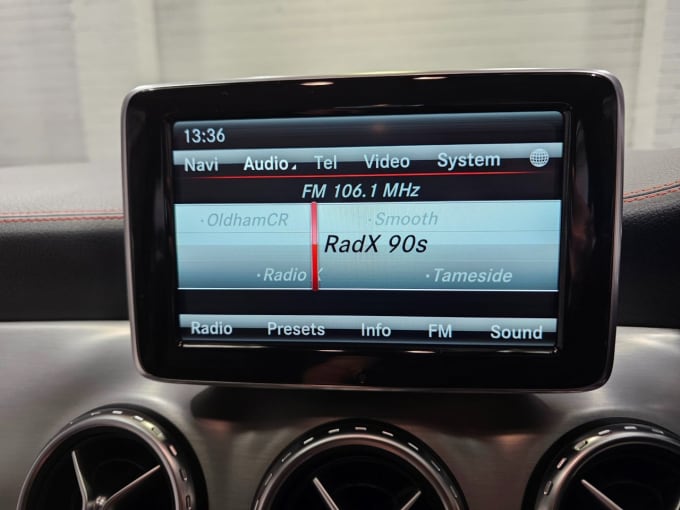 13:36
Navi Audio Tel Video System
FM 106.1 MHz
·OldhamCR ·Smooth
RadX 90s
·Radio X ·Tameside
Radio Presets Info FM Sound